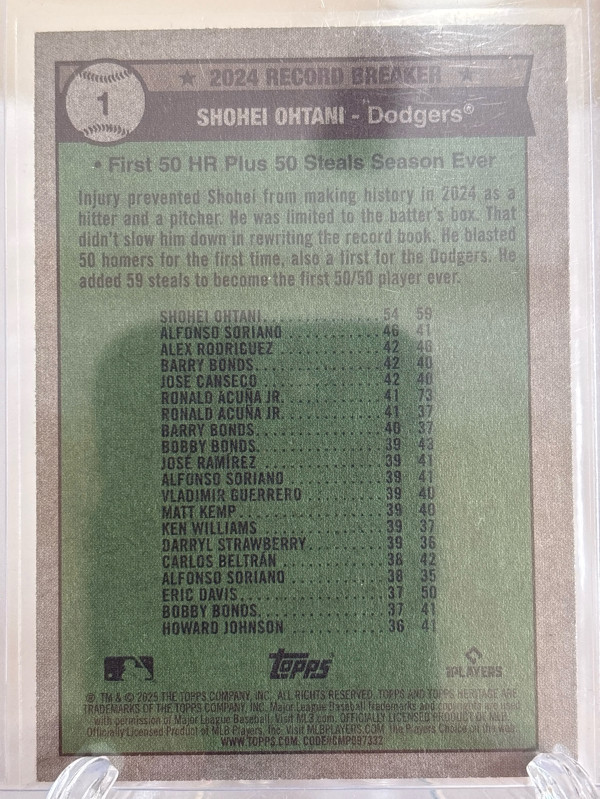 1
★ 2024 RECORD BREAKER ★
SHOHEI OHTANI - Dodgers®
• First 50 HR Plus 50 Steals Season Ever
Injury prevented Shohei from making history in 2024 as a
hitter and a pitcher. He was limited to the batter's box. That
didn't slow him down in rewriting the record book. He blasted
50 homers for the first time, also a first for the Dodgers. He
added 59 steals to become the first 50/50 player ever.
SHOHEI OHTANI. . . . . . . . . . . . . . 54 59
ALFONSO SORIANO . . . . . . . . . . . 46 41
ALEX RODRIGUEZ . . . . . . . . . . . . 42 46
BARRY BONDS. . . . . . . . . . . . . . . 42 40
JOSE CANSECO . . . . . . . . . . . . . . 42 40
RONALD ACUÑA JR. . . . . . . . . . . . 41 73
RONALD ACUÑA JR. . . . . . . . . . . . 41 37
BARRY BONDS. . . . . . . . . . . . . . . 40 37
BOBBY BONDS. . . . . . . . . . . . . . . 39 43
JOSÉ RAMÍREZ . . . . . . . . . . . . . . 39 41
ALFONSO SORIANO . . . . . . . . . . . 39 41
VLADIMIR GUERRERO . . . . . . . . . 39 40
MATT KEMP . . . . . . . . . . . . . . . . 39 40
KEN WILLIAMS . . . . . . . . . . . . . . 39 37
DARRYL STRAWBERRY . . . . . . . . . 39 36
CARLOS BELTRÁN . . . . . . . . . . . . 38 42
ALFONSO SORIANO . . . . . . . . . . . 38 35
ERIC DAVIS. . . . . . . . . . . . . . . . . 37 50
BOBBY BONDS. . . . . . . . . . . . . . . 37 41
HOWARD JOHNSON . . . . . . . . . . . 36 41
topps PLAYERS
®, TM & © 2025 THE TOPPS COMPANY, INC. ALL RIGHTS RESERVED. TOPPS AND TOPPS HERITAGE ARE
TRADEMARKS OF THE TOPPS COMPANY, INC. Major League Baseball trademarks and copyrights are used
with permission of Major League Baseball. Visit MLB.com. OFFICIALLY LICENSED PRODUCT OF MLB
Officially Licensed Product of MLB Players, Inc. Visit MLBPLAYERS.COM, the Players Choice on the web.
WWW.TOPPS.COM. CODE#CMP097332